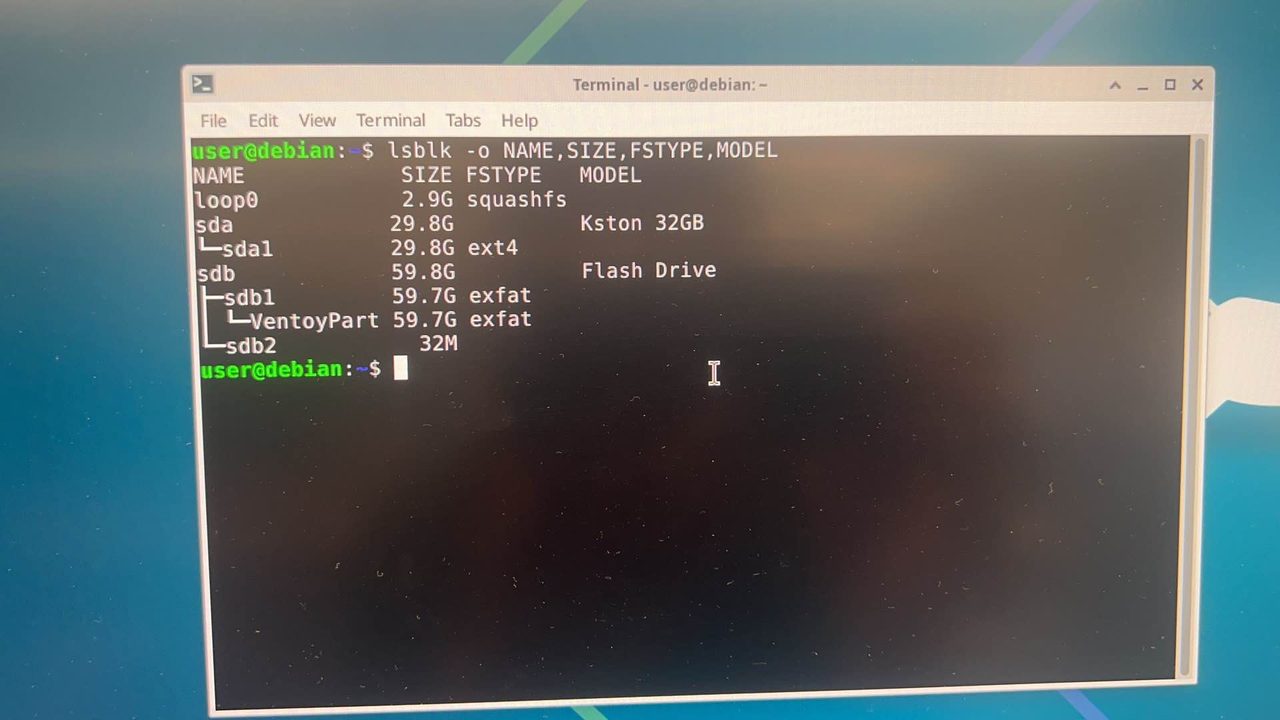 Terminal - user@debian: ~
File Edit View Terminal Tabs Help
user@debian:~$ lsblk -o NAME,SIZE,FSTYPE,MODEL
NAME SIZE FSTYPE MODEL
loop0 2.9G squashfs
sda 29.8G Kston 32GB
└─sda1 29.8G ext4
sdb 59.8G Flash Drive
├─sdb1 59.7G exfat
│ └─VentoyPart 59.7G exfat
└─sdb2 32M
user@debian:~$